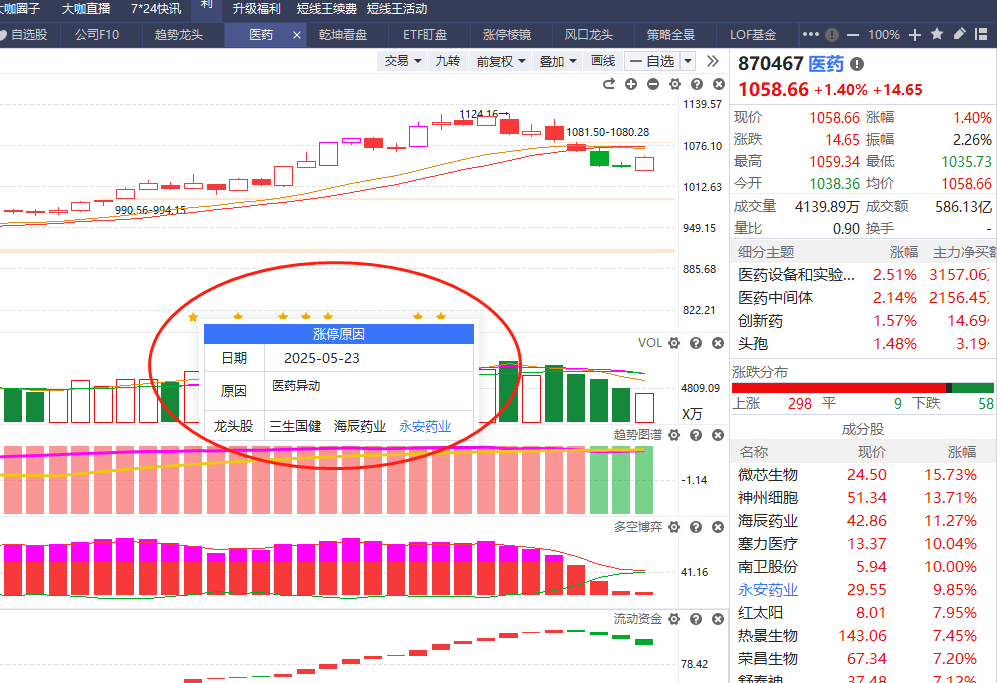 大咖圈子 大咖直播 7*24快讯 利 升级福利 短线王续费 短线王活动
自选股 公司F10 趋势龙头 医药 × 乾坤看盘 ETF盯盘 涨停棱镜 风口龙头 策略全景 LOF基金 ••• 100%
交易 九转 前复权 叠加 画线 自选
870467 医药
1058.66 +1.40% +14.65
现价 1058.66 涨幅 1.40%
涨跌 14.65 振幅 2.26%
最高 1059.34 最低 1035.73
今开 1038.36 均价 1058.66
成交量 4139.89万 成交额 586.13亿
量比 0.90 换手 -
细分主题 涨幅 主力净买额
医药设备和实验... 2.51% 3157.06
医药中间体 2.14% 2156.45
创新药 1.57% 14.69
头孢 1.48% 3.19
涨跌分布
上涨 298 平 9 下跌 58
成分股
名称 现价 涨幅
微芯生物 24.50 15.73%
神州细胞 51.34 13.71%
海辰药业 42.86 11.27%
塞力医疗 13.37 10.04%
南卫股份 5.94 10.00%
永安药业 29.55 9.85%
红太阳 8.01 7.95%
热景生物 143.06 7.45%
荣昌生物 67.34 7.20%
舒泰神 37.48 7.12%
1139.57
1124.16
1081.50-1080.28
1076.10
1012.63
990.56-994.15
949.15
885.68
822.21
VOL
涨停原因
日期 2025-05-23
原因 医药异动
龙头股 三生国健 海辰药业 永安药业
4809.09
X万
趋势图谱
-1.14
多空博弈
41.16
流动资金
78.42